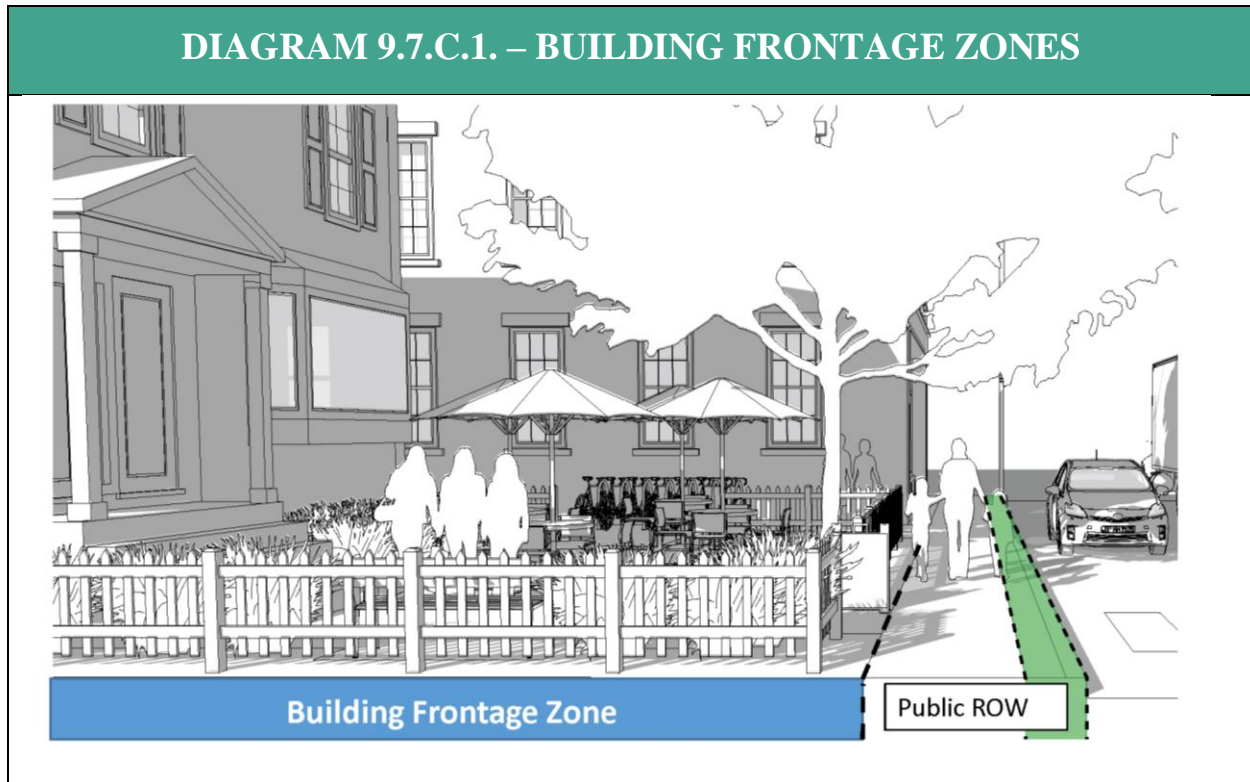 DIAGRAM 9.7.C.1. – BUILDING FRONTAGE ZONES
Building Frontage Zone
Public ROW